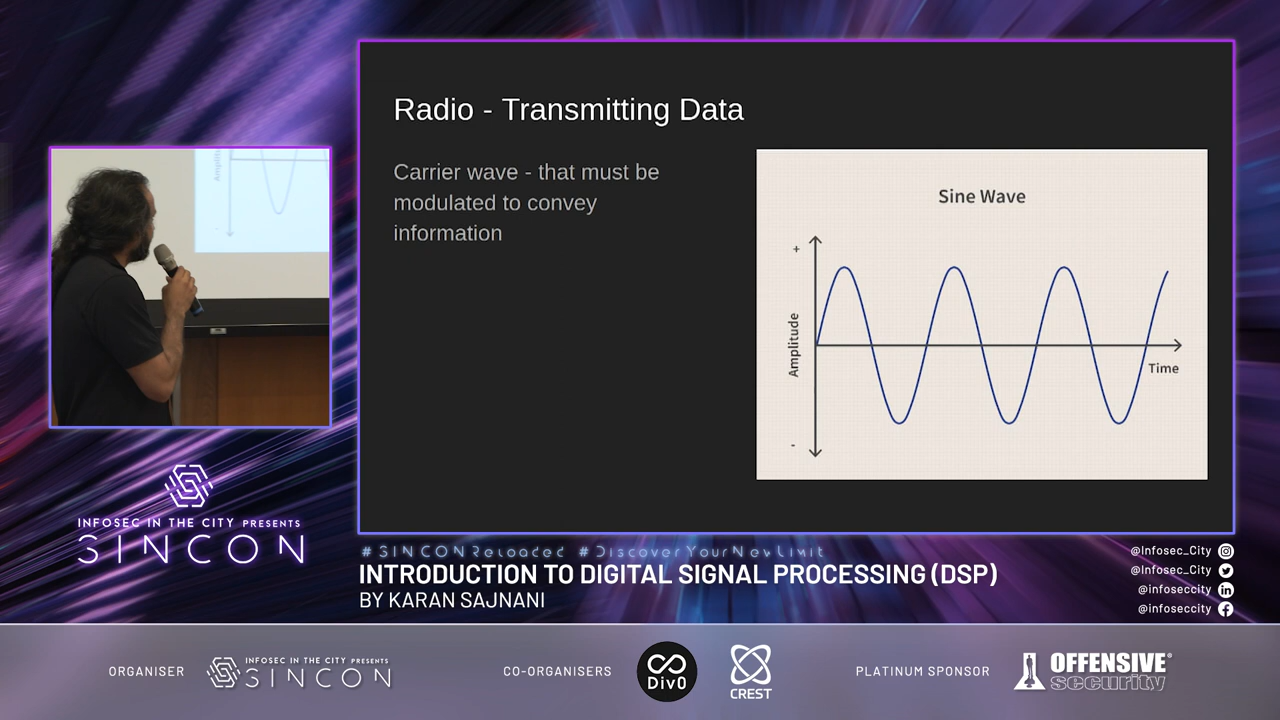 Radio - Transmitting Data
Carrier wave - that must be
modulated to convey
information
Sine Wave
+
Amplitude
-
Time
INFOSEC IN THE CITY PRESENTS
SINCON
#SINCONReloaded #DiscoverYourNewLimit
INTRODUCTION TO DIGITAL SIGNAL PROCESSING (DSP)
BY KARAN SAJNANI
@Infosec_City
@Infosec_City
@infoseccity
@infoseccity
ORGANISER
INFOSEC IN THE CITY PRESENTS
SINCON
CO-ORGANISERS
Div0
CREST
PLATINUM SPONSOR
OFFENSIVE®
security